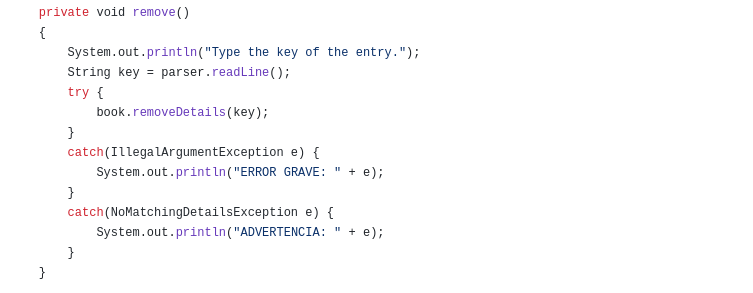 private void remove()
{
System.out.println("Type the key of the entry.");
String key = parser.readLine();
try {
book.removeDetails(key);
}
catch(IllegalArgumentException e) {
System.out.println("ERROR GRAVE: " + e);
}
catch(NoMatchingDetailsException e) {
System.out.println("ADVERTENCIA: " + e);
}
}